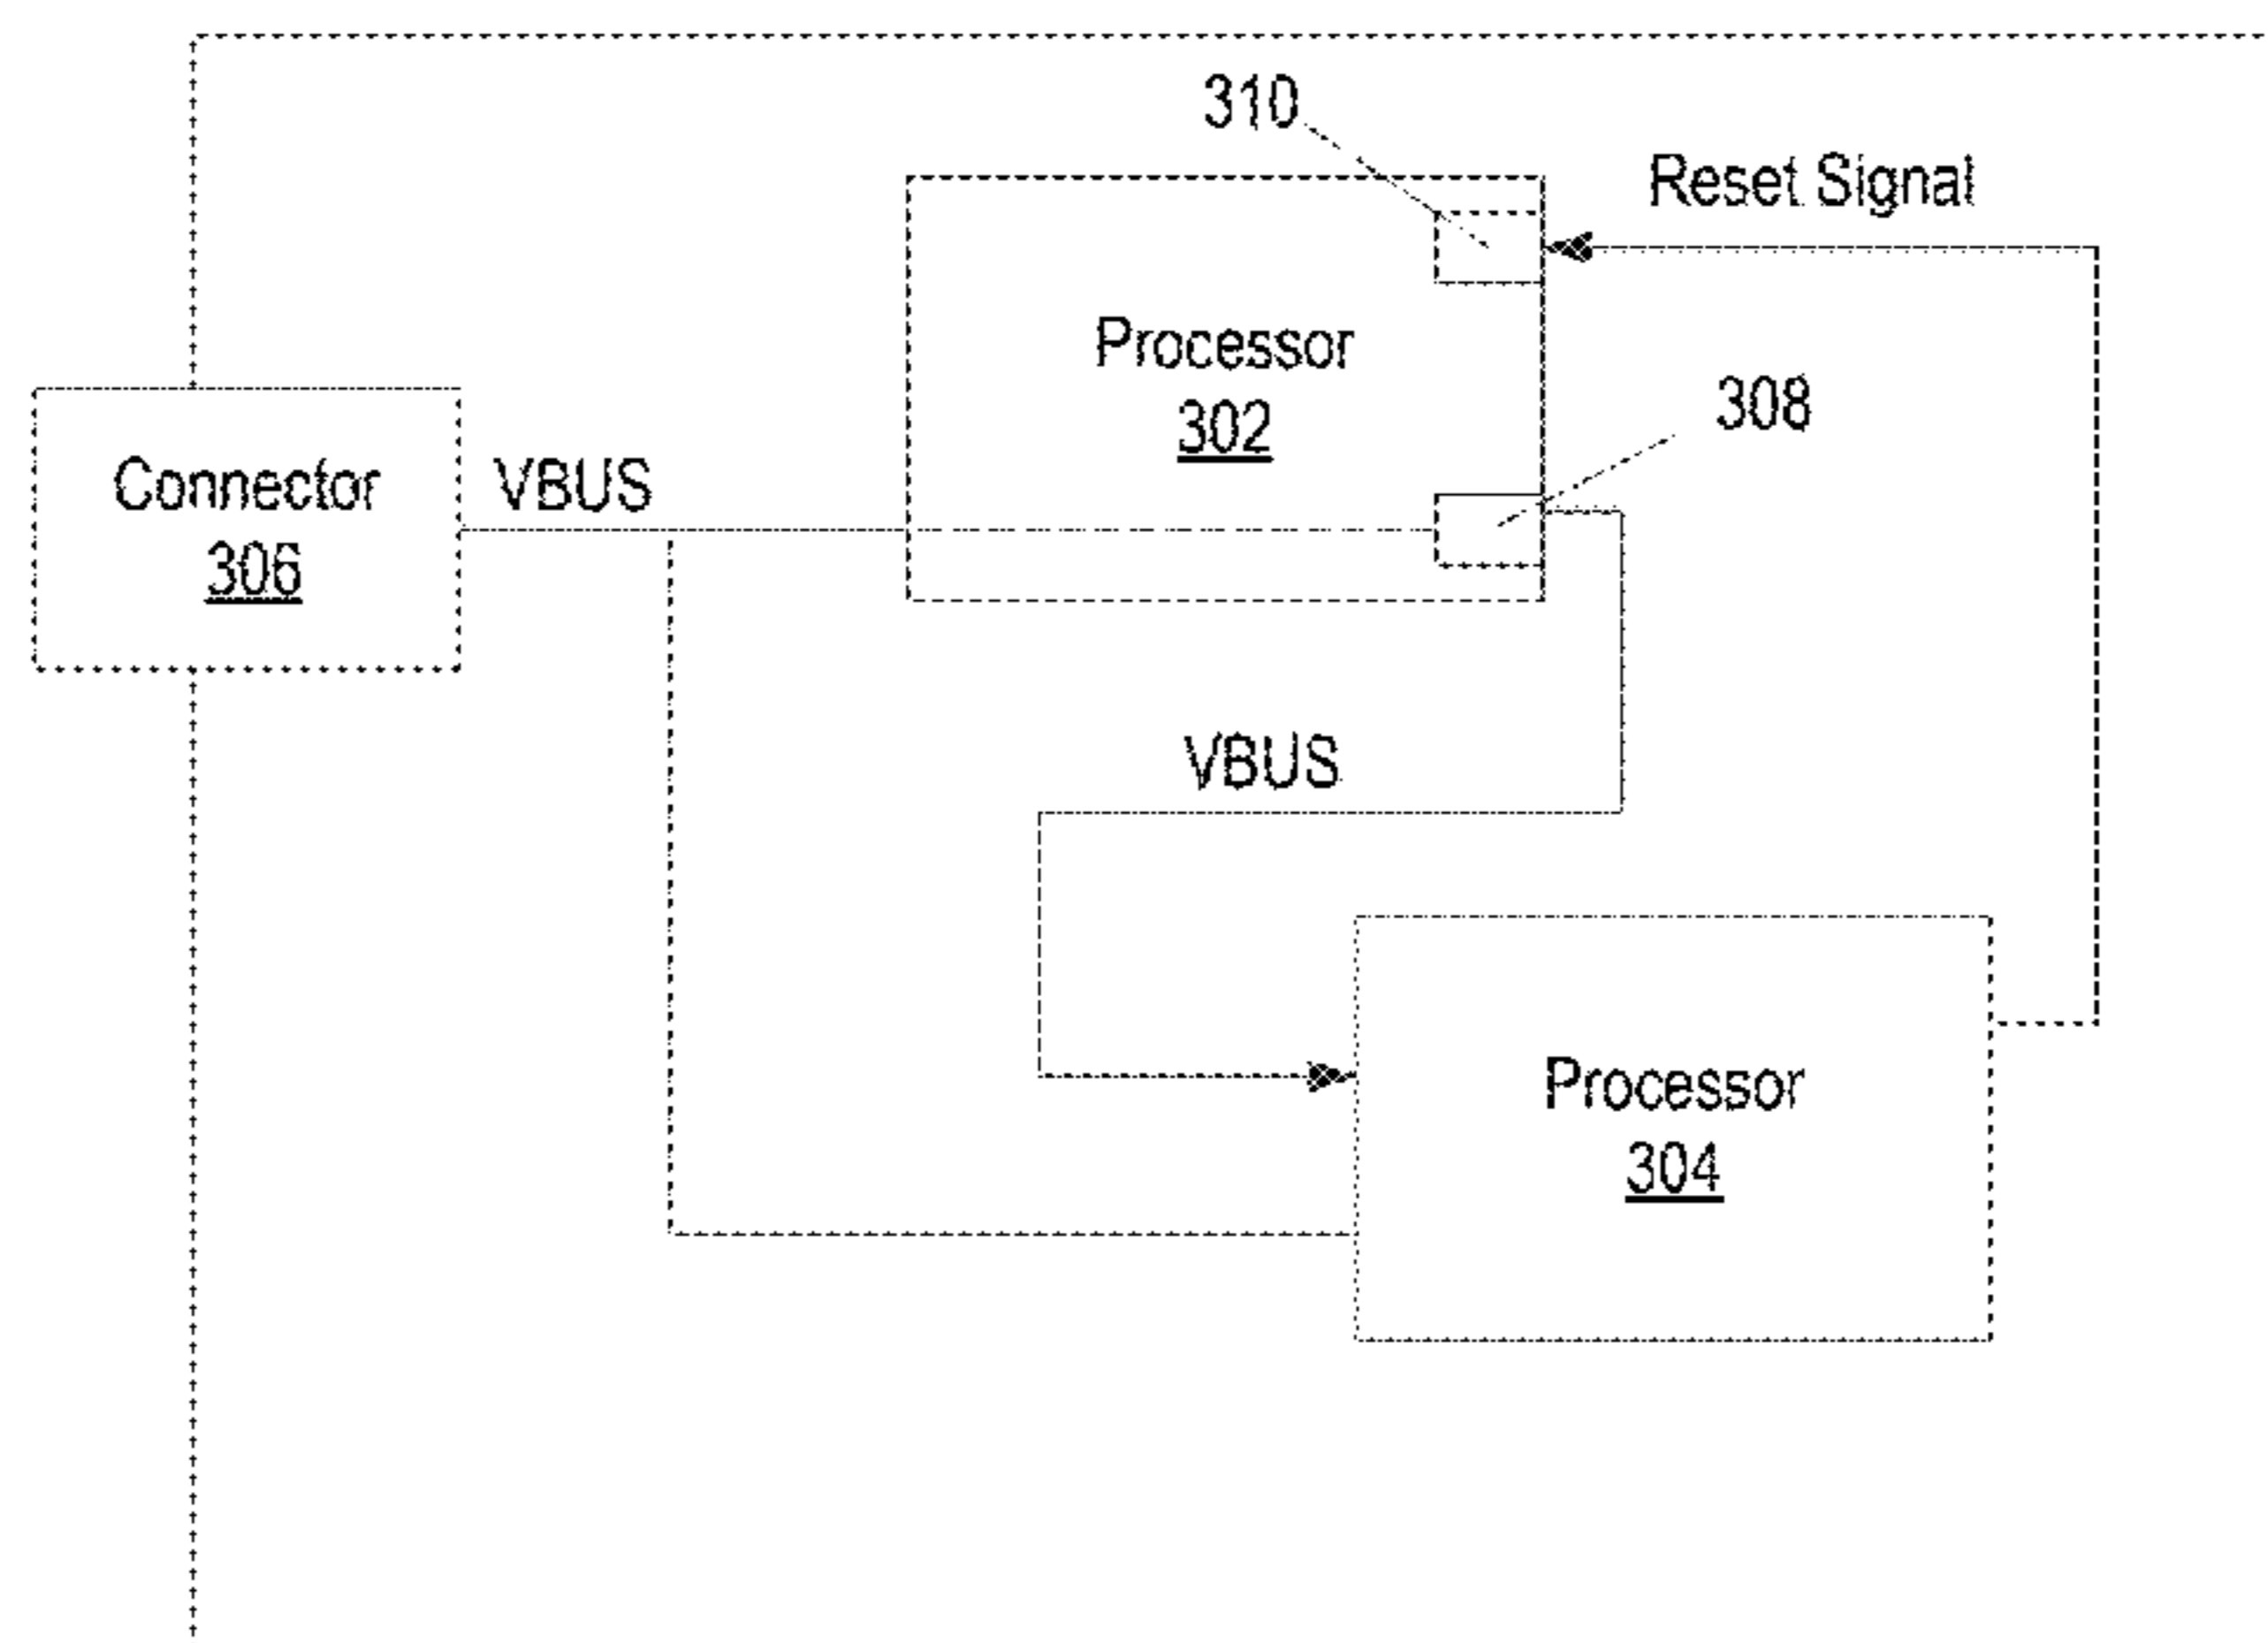 310
Reset Signal
Processor
302
308
Connector
306
VBUS
VBUS
Processor
304